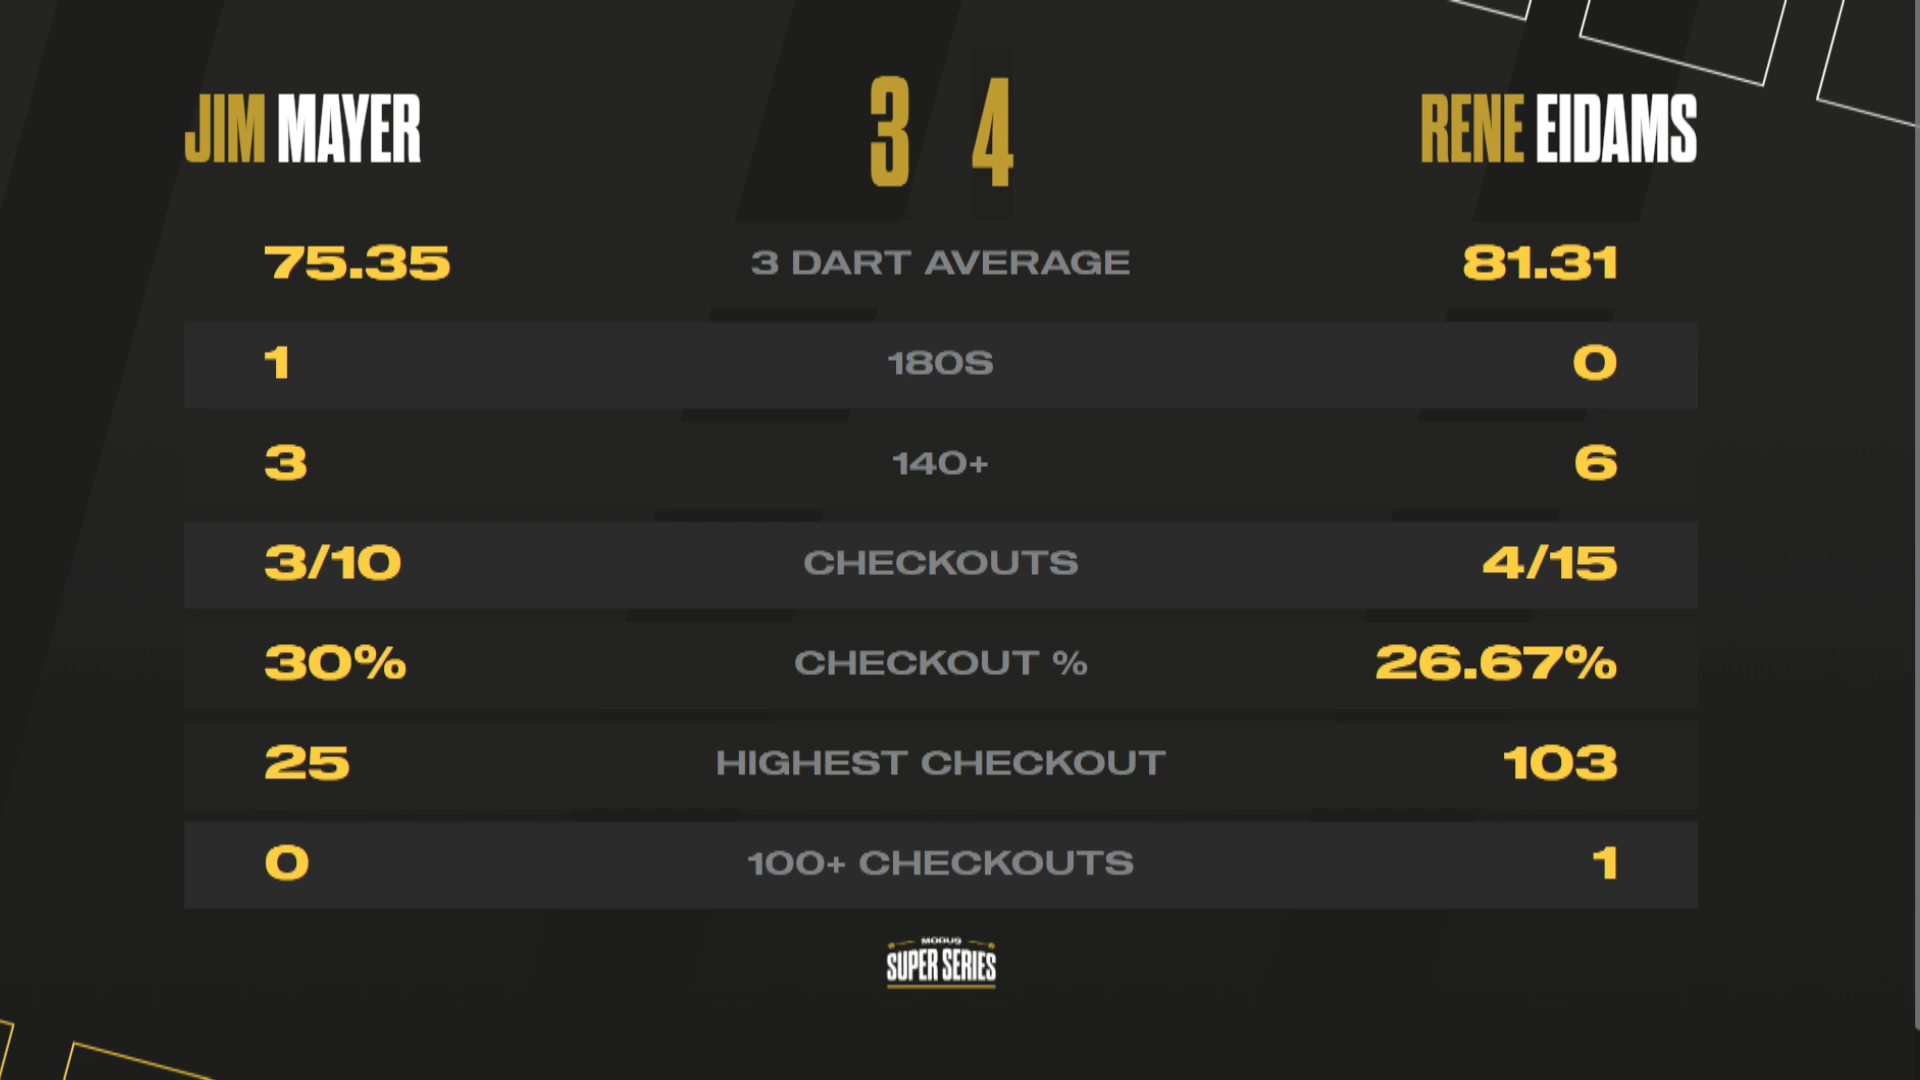 JIM MAYER 3 4 RENE EIDAMS
75.35 3 DART AVERAGE 81.31
1 180S 0
3 140+ 6
3/10 CHECKOUTS 4/15
30% CHECKOUT % 26.67%
25 HIGHEST CHECKOUT 103
0 100+ CHECKOUTS 1
MODUS
SUPER SERIES